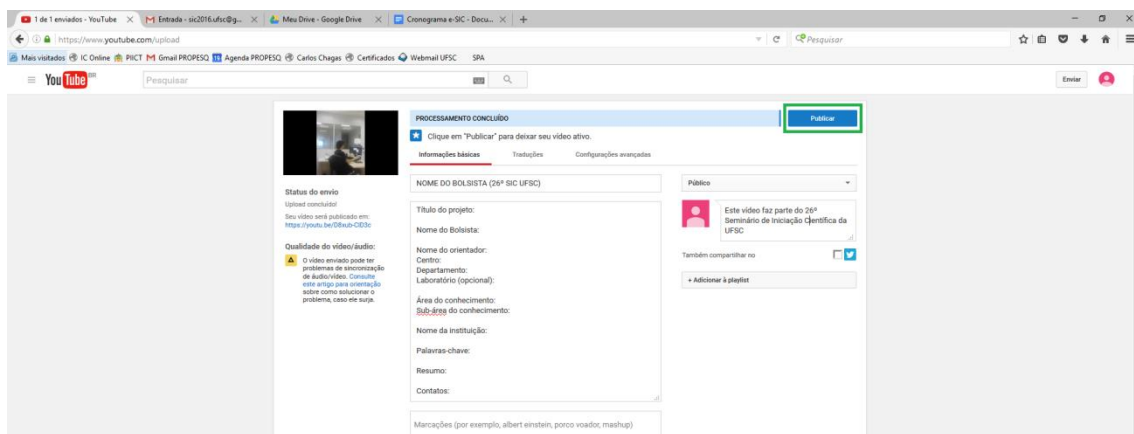 1 de 1 enviados - YouTube
Entrada - sic2016.ufsc@g...
Meu Drive - Google Drive
Cronograma e-SIC - Docu...
https://www.youtube.com/upload
Pesquisar
Mais visitados IC Online PIICT Gmail PROPESQ Agenda PROPESQ Carlos Chagas Certificados Webmail UFSC SPA
You Tube BR
Pesquisar
Enviar
PROCESSAMENTO CONCLUÍDO
Publicar
Clique em "Publicar" para deixar seu vídeo ativo.
Informações básicas Traduções Configurações avançadas
Status do envio
Upload concluído!
Seu vídeo será publicado em:
Qualidade do vídeo/áudio:
O vídeo enviado pode ter
problemas de sincronização
de áudio/vídeo. Consulte
este artigo para orientação
sobre como solucionar o
problema, caso ele surja.
NOME DO BOLSISTA (26º SIC UFSC)
Título do projeto:
Nome do Bolsista:
Nome do orientador:
Centro:
Departamento:
Laboratório (opcional):
Área do conhecimento:
Sub-área do conhecimento:
Nome da instituição:
Palavras-chave:
Resumo:
Contatos:
Marcações (por exemplo, albert einstein, porco voador, mashup)
Público
Este vídeo faz parte do 26º
Seminário de Iniciação Científica da
UFSC
Também compartilhar no
+ Adicionar à playlist